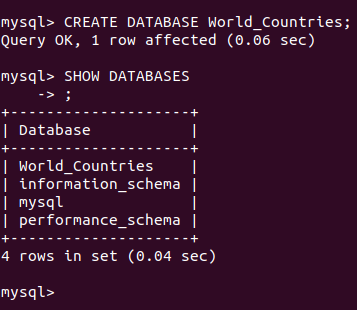 mysql> CREATE DATABASE World_Countries;
Query OK, 1 row affected (0.06 sec)
mysql> SHOW DATABASES
    -> ;
+--------------------+
| Database           |
+--------------------+
| World_Countries    |
| information_schema |
| mysql              |
| performance_schema |
+--------------------+
4 rows in set (0.04 sec)
mysql>